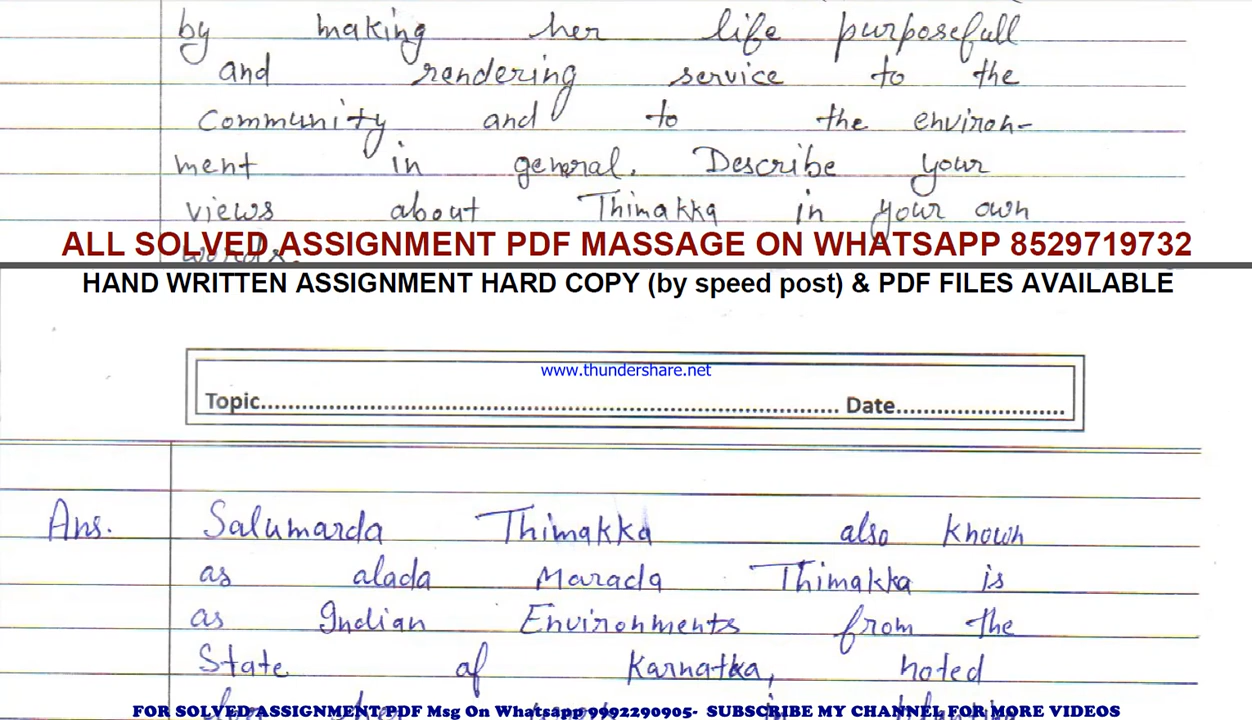 by making her life purposefull
and rendering service to the
Community and to the environ-
ment in general. Describe your
views about Thimakka in your own
words.
ALL SOLVED ASSIGNMENT PDF MASSAGE ON WHATSAPP 8529719732
HAND WRITTEN ASSIGNMENT HARD COPY (by speed post) & PDF FILES AVAILABLE
www.thundershare.net
Topic.......................................................................................... Date.........................
Ans. Salumarda Thimakka also known
as alada Marada Thimakka is
as Indian Environments from the
State of Karnatka, noted
FOR SOLVED ASSIGNMENT PDF Msg On Whatsapp 9992290905- SUBSCRIBE MY CHANNEL FOR MORE VIDEOS